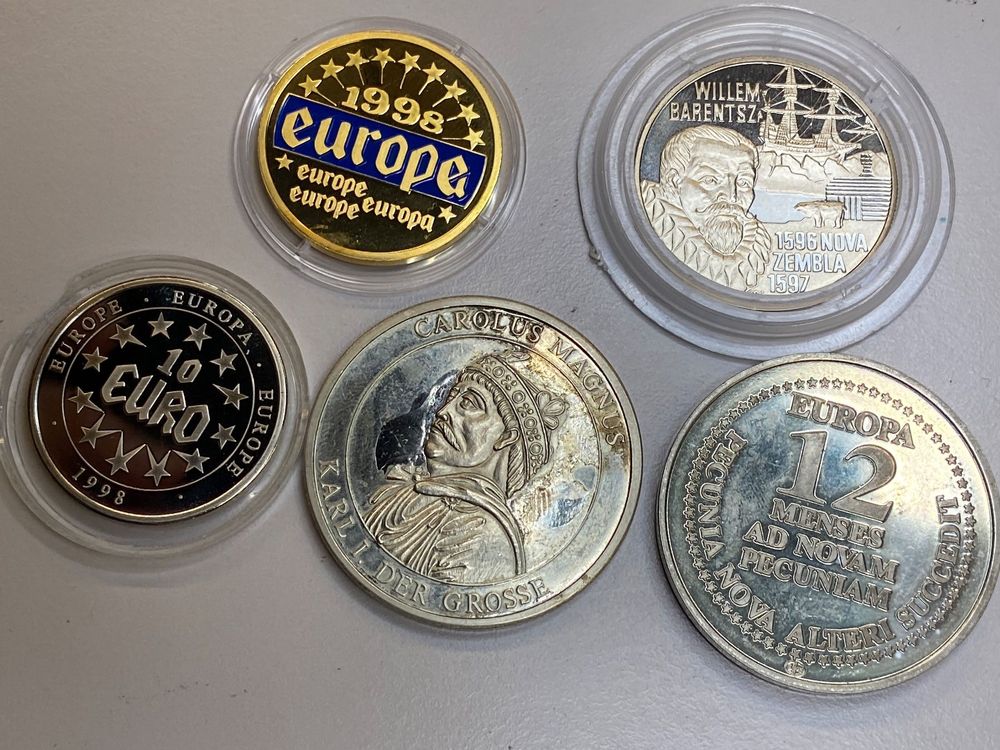 1998
europe
europe
europe europa
WILLEM
BARENTSZ
1596 NOVA
ZEMBLA
1597
EUROPE · EUROPA · EUROPE · 1998 ·
10
EURO
CAROLUS MAGNUS
KARL I. DER GROSSE
EUROPA
12
MENSES
AD NOVAM
PECUNIAM
PECUNIA NOVA ALTERI SUCCEDIT